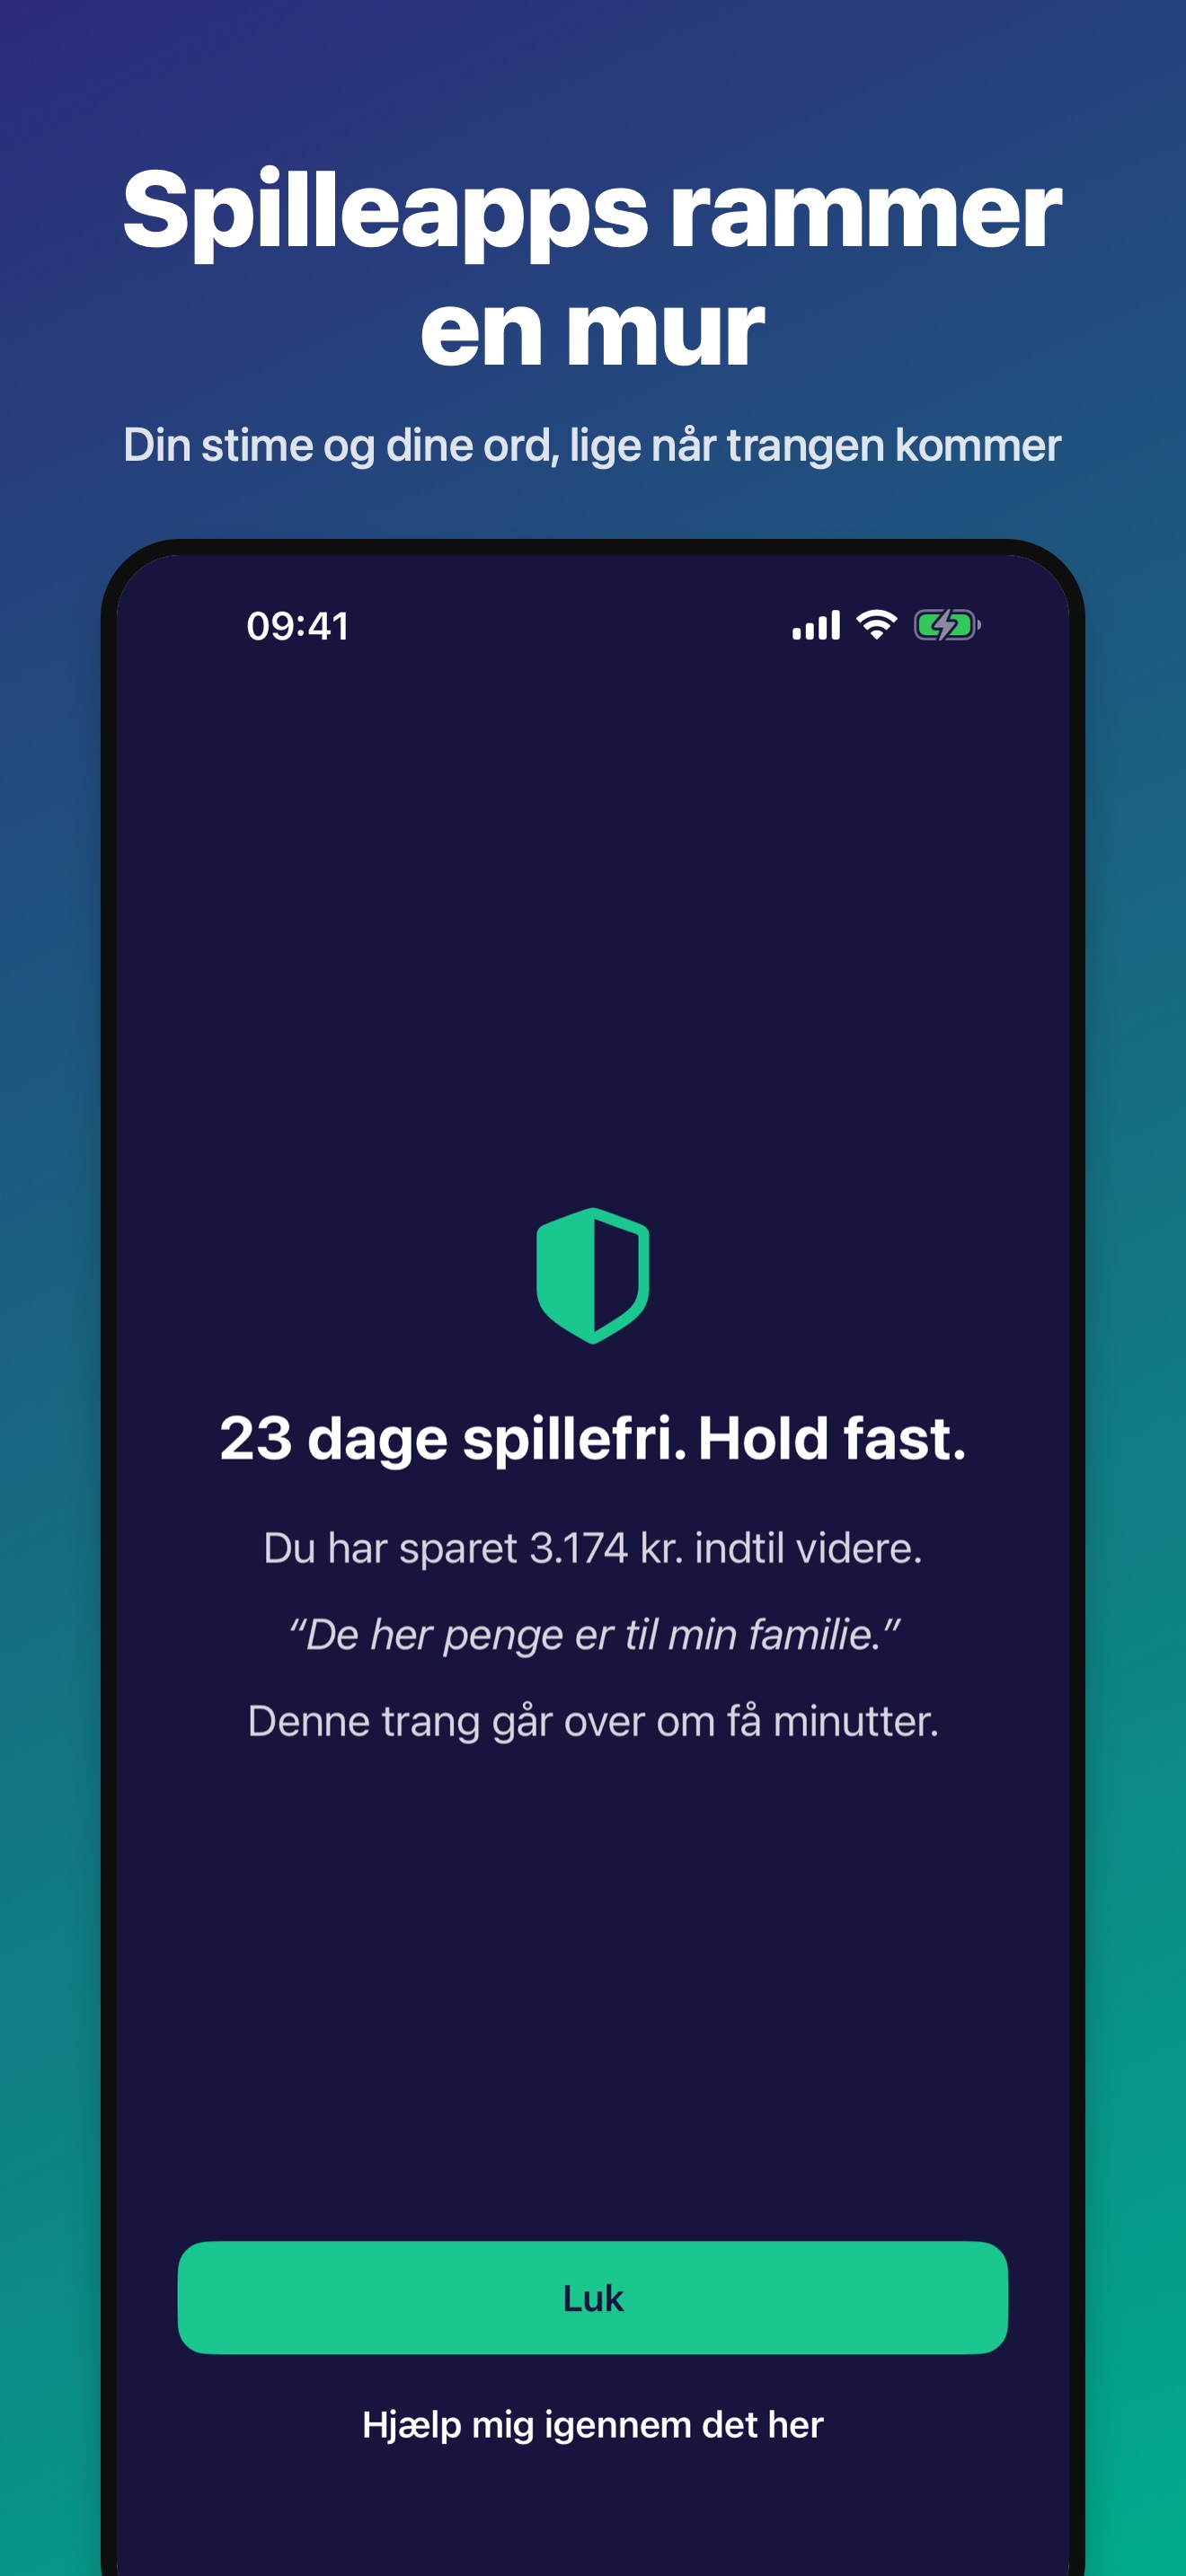 Spilleapps rammer
en mur
Din stime og dine ord, lige når trangen kommer
09:41
23 dage spillefri. Hold fast.
Du har sparet 3.174 kr. indtil videre.
“De her penge er til min familie.”
Denne trang går over om få minutter.
Luk
Hjælp mig igennem det her